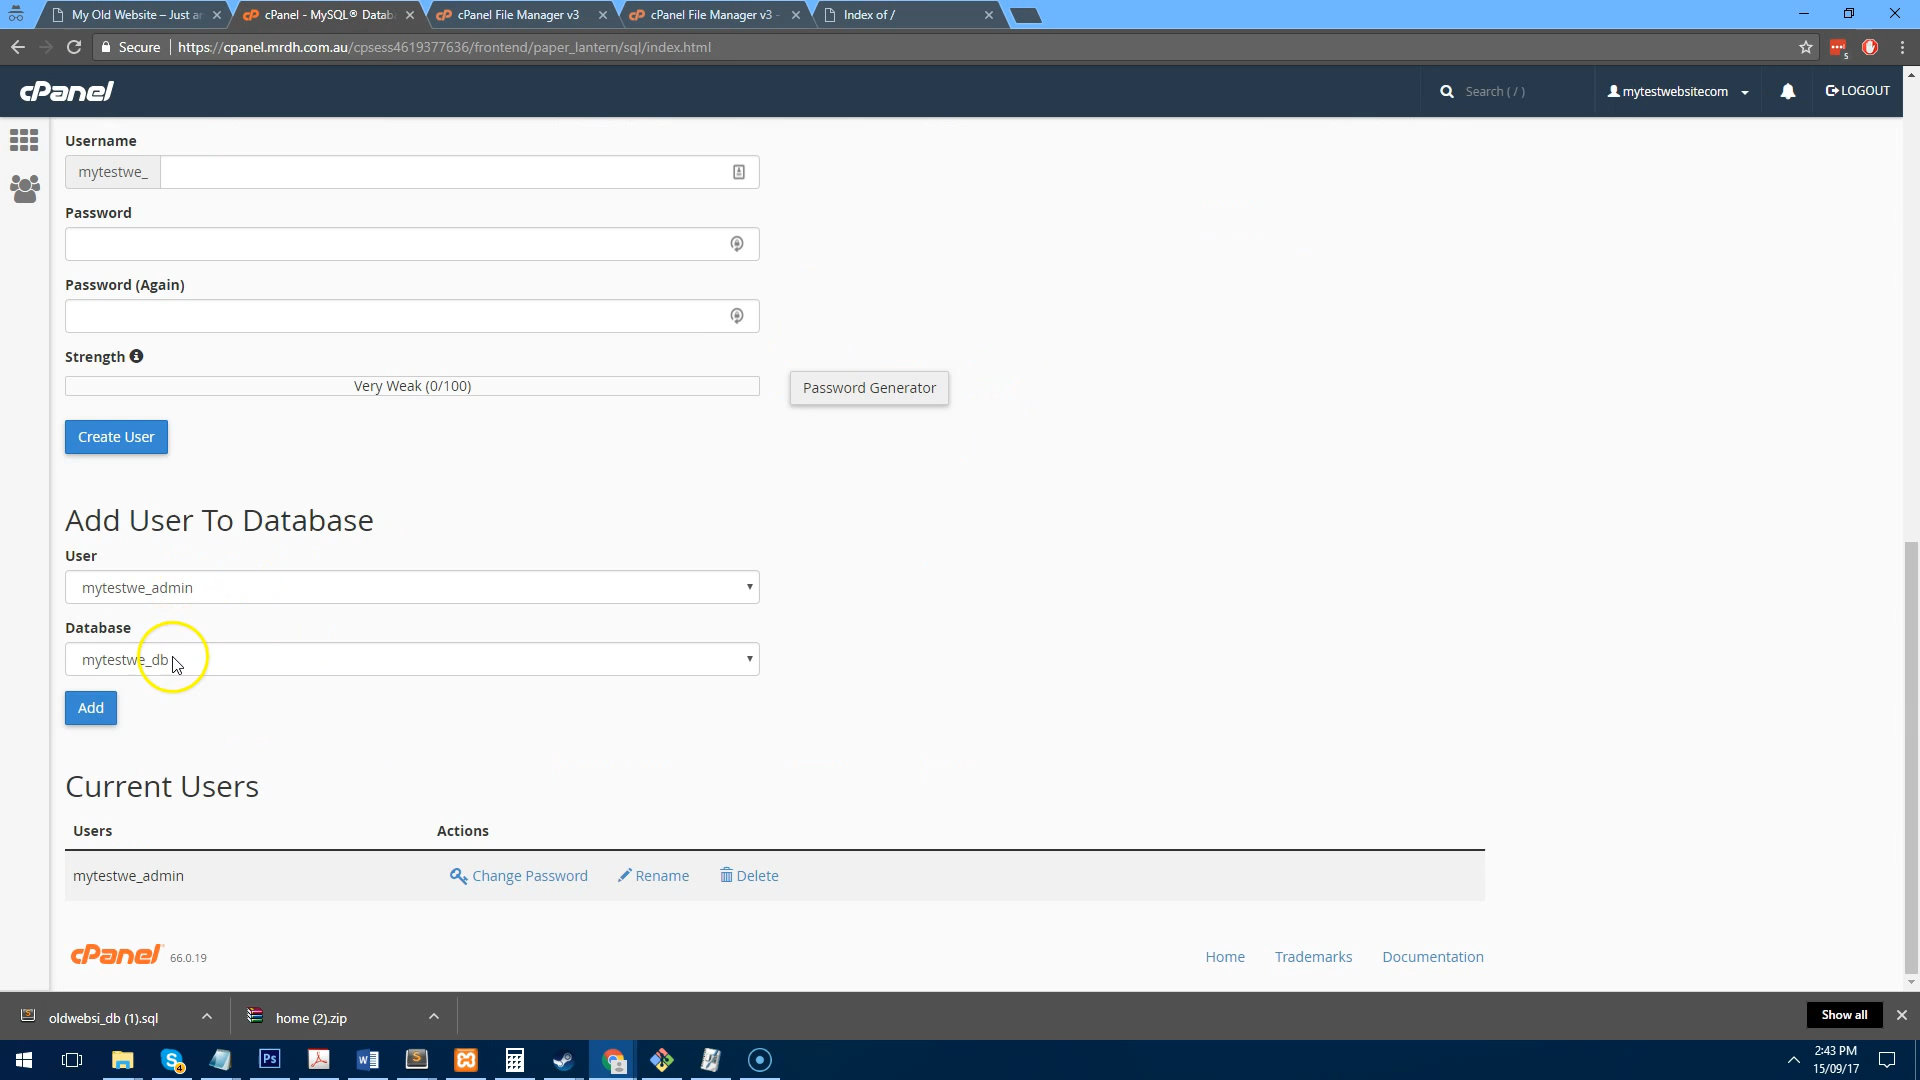 My Old Website – Just a
cPanel - MySQL® Datab
cPanel File Manager v3
cPanel File Manager v3 -
Index of /
Secure
https://cpanel.mrdh.com.au/cpsess4619377636/frontend/paper_lantern/sql/index.html
5
cPanel
Search ( / )
mytestwebsitecom
LOGOUT
Username
mytestwe_
Password
Password (Again)
Strength
Very Weak (0/100)
Password Generator
Create User
Add User To Database
User
mytestwe_admin
Database
mytestwe_db
Add
Current Users
Users
Actions
mytestwe_admin
Change Password
Rename
Delete
cPanel
66.0.19
Home
Trademarks
Documentation
oldwebsi_db (1).sql
home (2).zip
Show all
4
Ps
2:43 PM
15/09/17